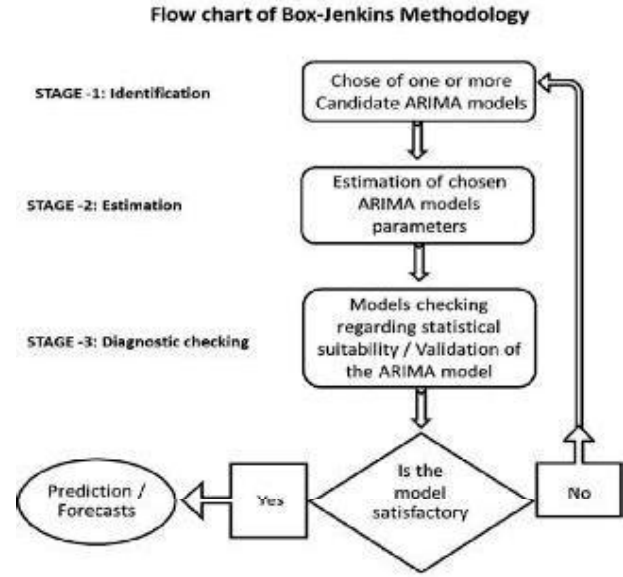 Flow chart of Box-Jenkins Methodology
STAGE -1: Identification
Chose of one or more
Candidate ARIMA models
STAGE -2: Estimation
Estimation of chosen
ARIMA models
parameters
STAGE -3: Diagnostic checking
Models checking
regarding statistical
suitability / Validation of
the ARIMA model
Prediction /
Forecasts
Yes
Is the
model
satisfactory
No